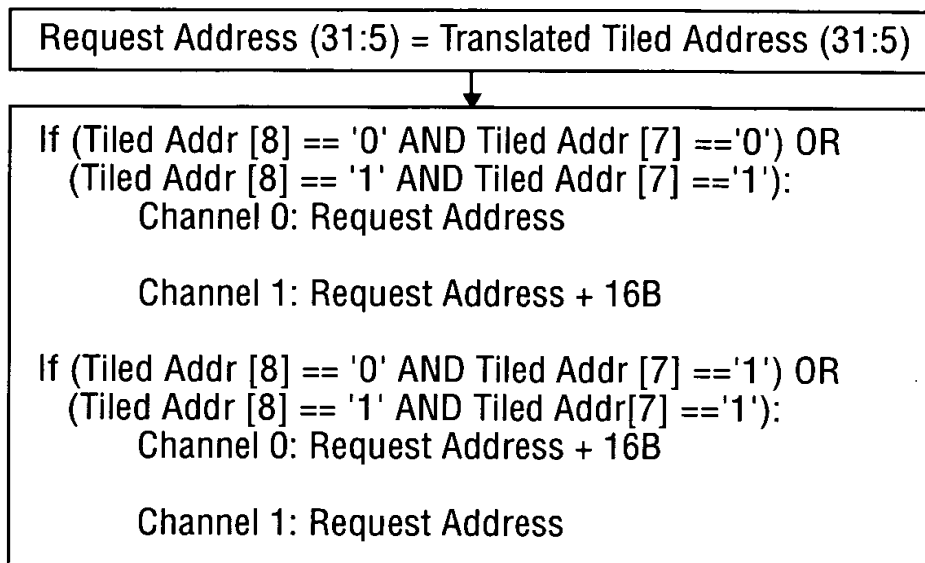 Request Address (31:5) = Translated Tiled Address (31:5)
If (Tiled Addr [8] == '0' AND Tiled Addr [7] =='0') OR
(Tiled Addr [8] == '1' AND Tiled Addr [7] =='1'):
Channel 0: Request Address
Channel 1: Request Address + 16B
If (Tiled Addr [8] == '0' AND Tiled Addr [7] =='1') OR
(Tiled Addr [8] == '1' AND Tiled Addr[7] =='1'):
Channel 0: Request Address + 16B
Channel 1: Request Address